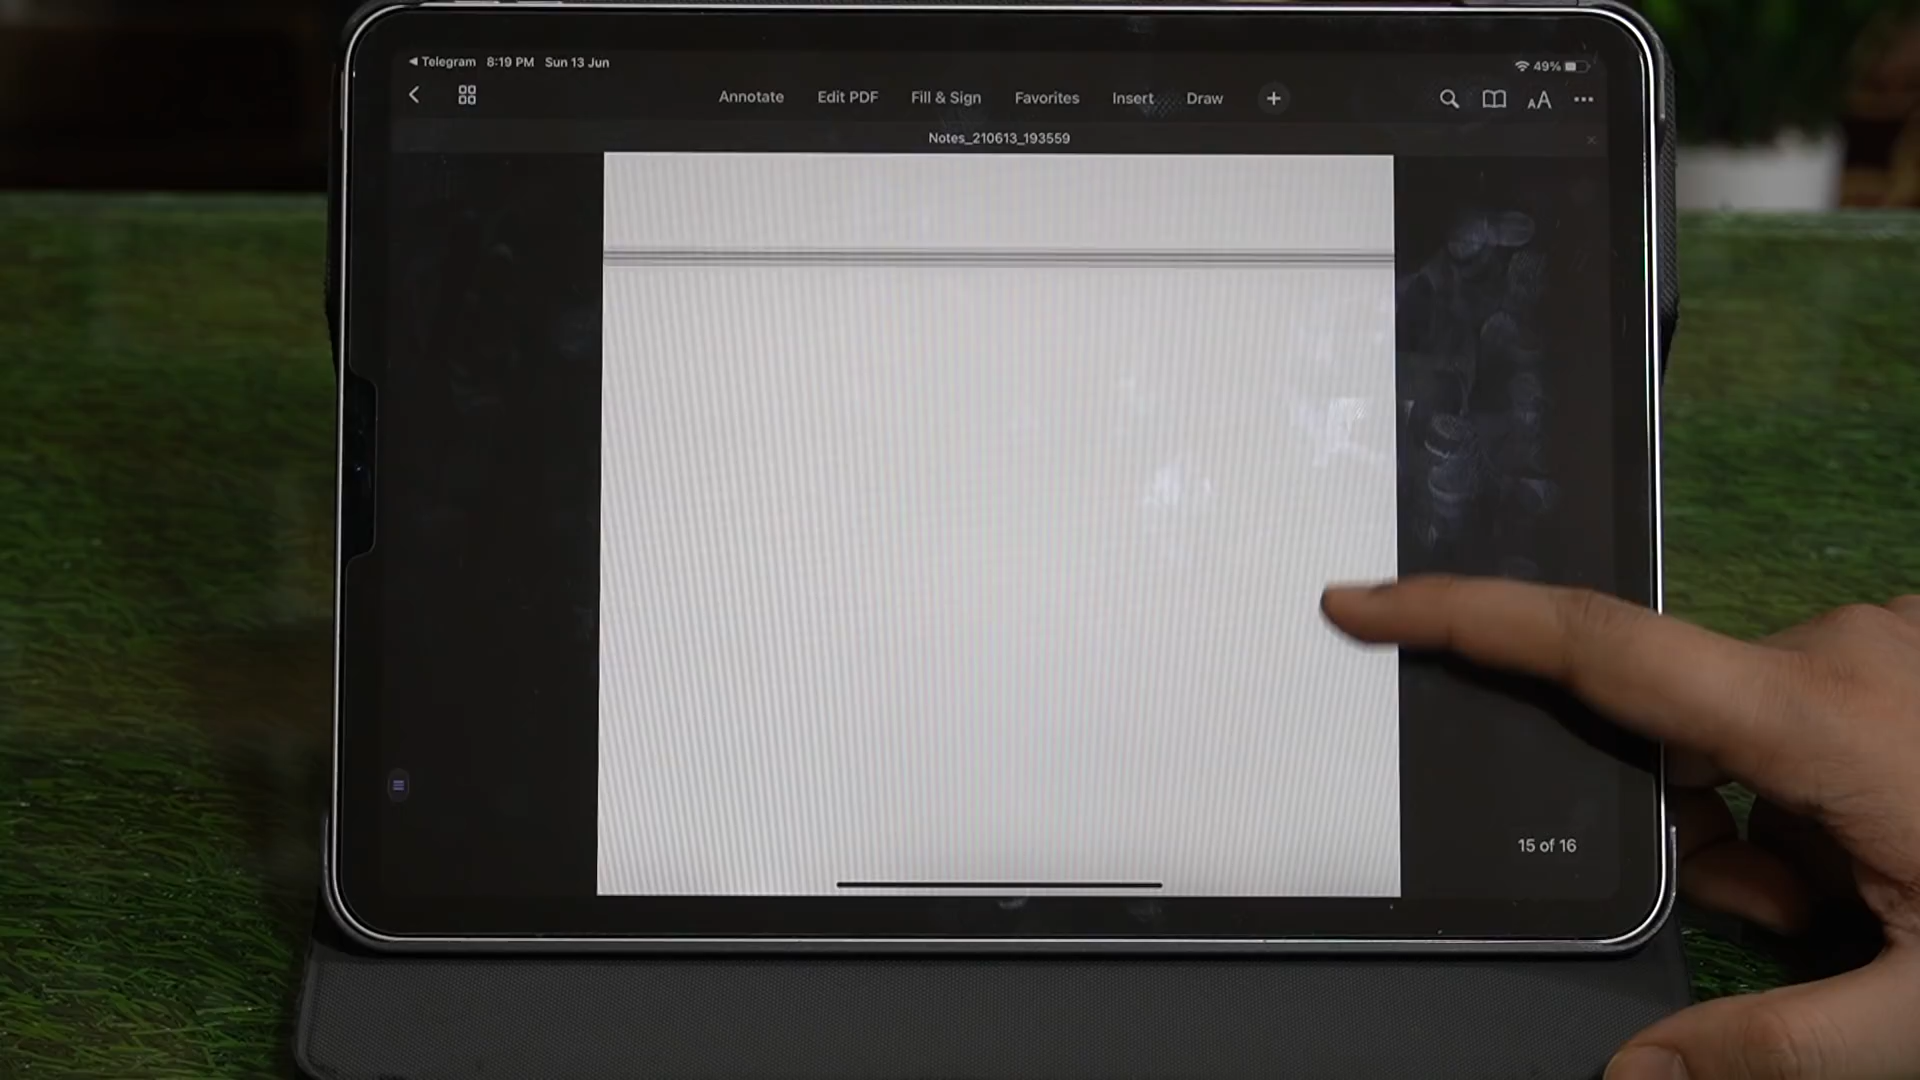 ◀ Telegram 8:19 PM Sun 13 Jun 49%
Annotate Edit PDF Fill & Sign Favorites Insert Draw + AA
Notes_210613_193559
15 of 16